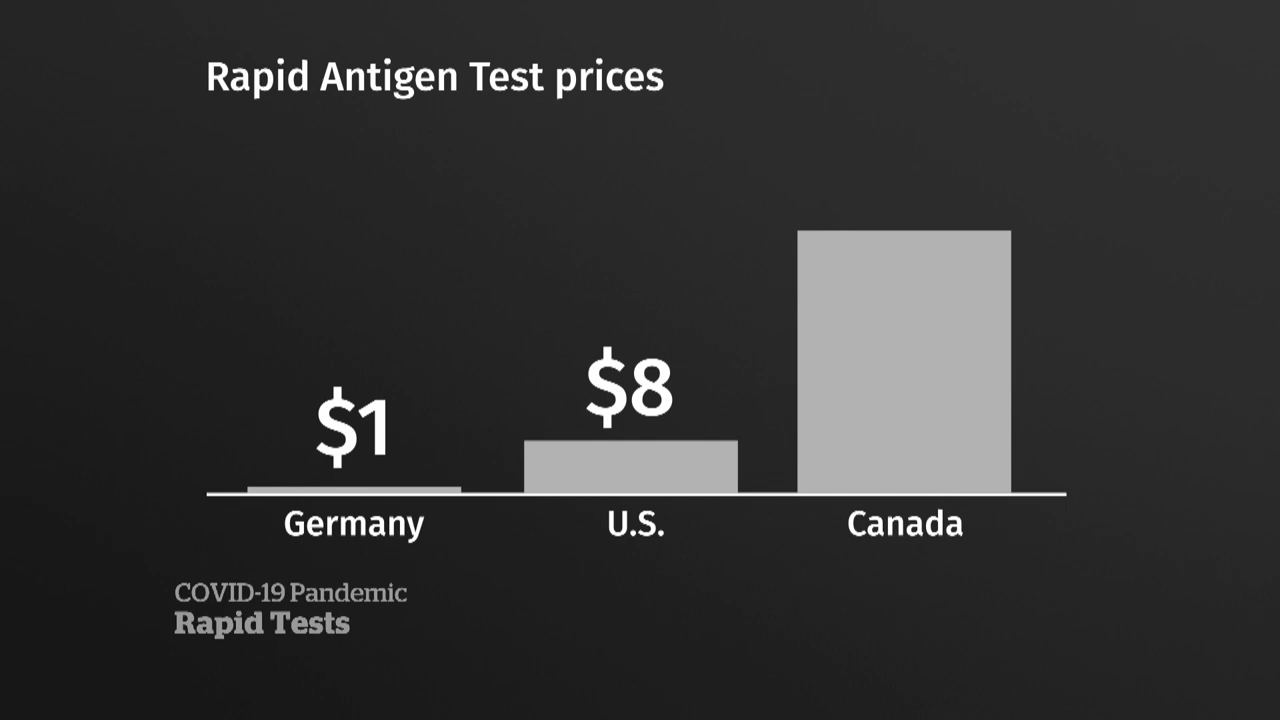 Rapid Antigen Test prices
$1
$8
Germany
U.S.
Canada
COVID-19 Pandemic
Rapid Tests